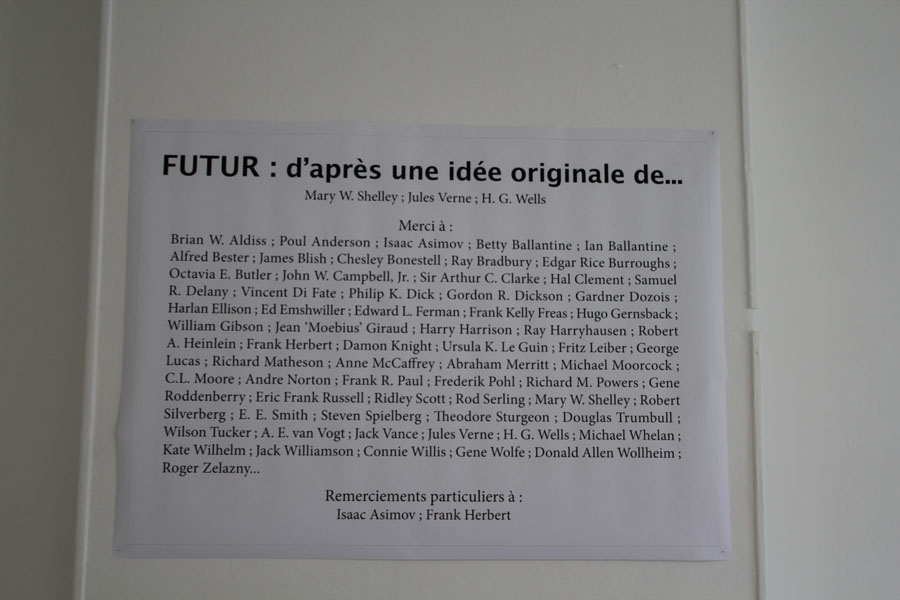 FUTUR : d'après une idée originale de...
Mary W. Shelley ; Jules Verne ; H. G. Wells
Merci à :
Brian W. Aldiss ; Poul Anderson ; Isaac Asimov ; Betty Ballantine ; Ian Ballantine ;
Alfred Bester ; James Blish ; Chesley Bonestell ; Ray Bradbury ; Edgar Rice Burroughs ;
Octavia E. Butler ; John W. Campbell, Jr. ; Sir Arthur C. Clarke ; Hal Clement ; Samuel
R. Delany ; Vincent Di Fate ; Philip K. Dick ; Gordon R. Dickson ; Gardner Dozois ;
Harlan Ellison ; Ed Emshwiller ; Edward L. Ferman ; Frank Kelly Freas ; Hugo Gernsback ;
William Gibson ; Jean ‘Moebius’ Giraud ; Harry Harrison ; Ray Harryhausen ; Robert
A. Heinlein ; Frank Herbert ; Damon Knight ; Ursula K. Le Guin ; Fritz Leiber ; George
Lucas ; Richard Matheson ; Anne McCaffrey ; Abraham Merritt ; Michael Moorcock ;
C.L. Moore ; Andre Norton ; Frank R. Paul ; Frederik Pohl ; Richard M. Powers ; Gene
Roddenberry ; Eric Frank Russell ; Ridley Scott ; Rod Serling ; Mary W. Shelley ; Robert
Silverberg ; E. E. Smith ; Steven Spielberg ; Theodore Sturgeon ; Douglas Trumbull ;
Wilson Tucker ; A. E. van Vogt ; Jack Vance ; Jules Verne ; H. G. Wells ; Michael Whelan ;
Kate Wilhelm ; Jack Williamson ; Connie Willis ; Gene Wolfe ; Donald Allen Wollheim ;
Roger Zelazny...
Remerciements particuliers à :
Isaac Asimov ; Frank Herbert